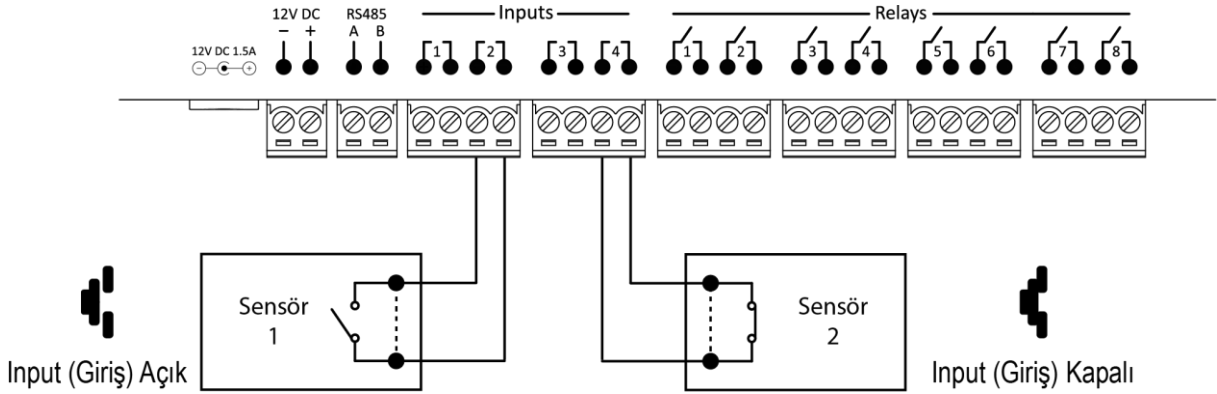 12V DC RS485 Inputs Relays
− + A B
12V DC 1.5A
1 2 3 4 1 2 3 4 5 6 7 8
Sensör
1
Sensör
2
Input (Giriş) Açık
Input (Giriş) Kapalı